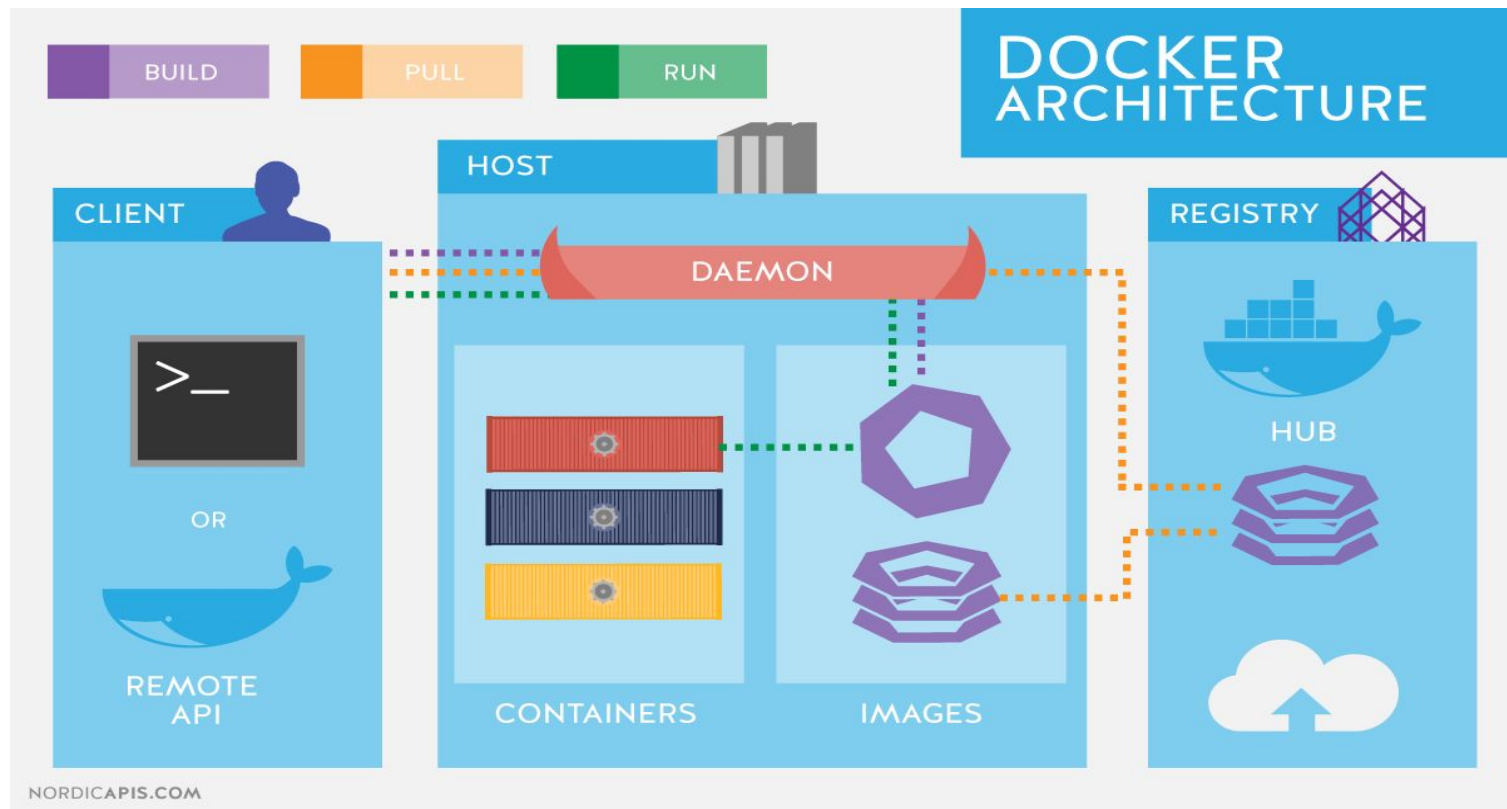 BUILD
PULL
RUN
DOCKER
ARCHITECTURE
CLIENT
>_
OR
REMOTE
API
HOST
DAEMON
CONTAINERS
IMAGES
REGISTRY
HUB
NORDICAPIS.COM